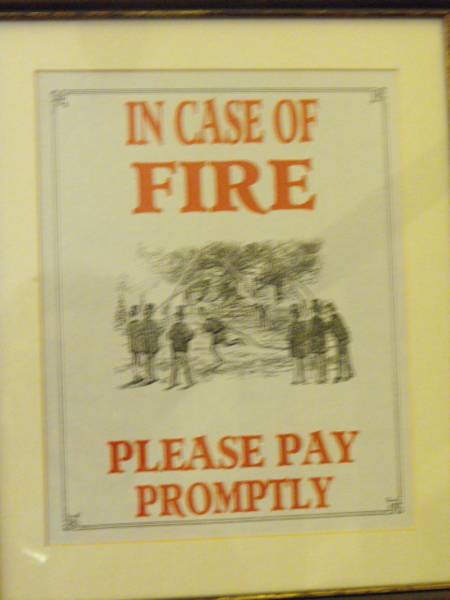 IN CASE OF
FIRE
PLEASE PAY
PROMPTLY